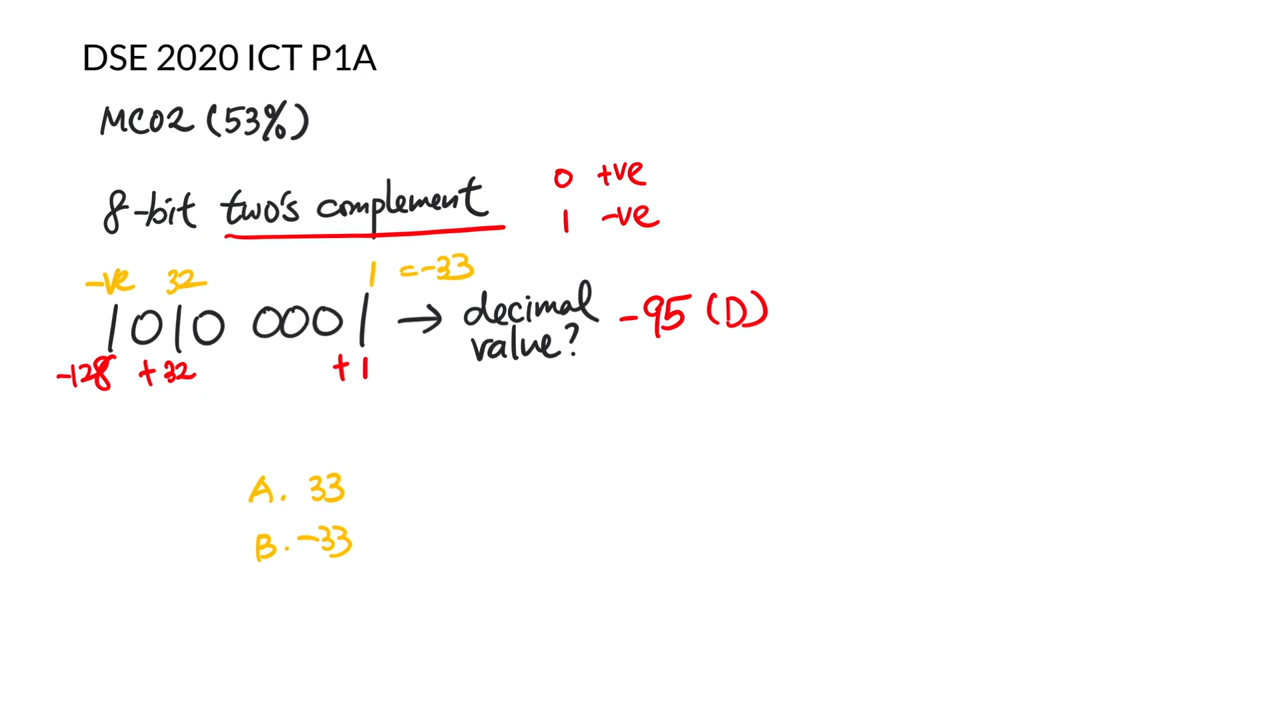 DSE 2020 ICT P1A
MC02 (53%)
8-bit two's complement
0 +ve
1 -ve
-ve 32 1 =-33
1010 0001 → decimal value? -95 (D)
-128 +32 +1
A. 33
B. -33